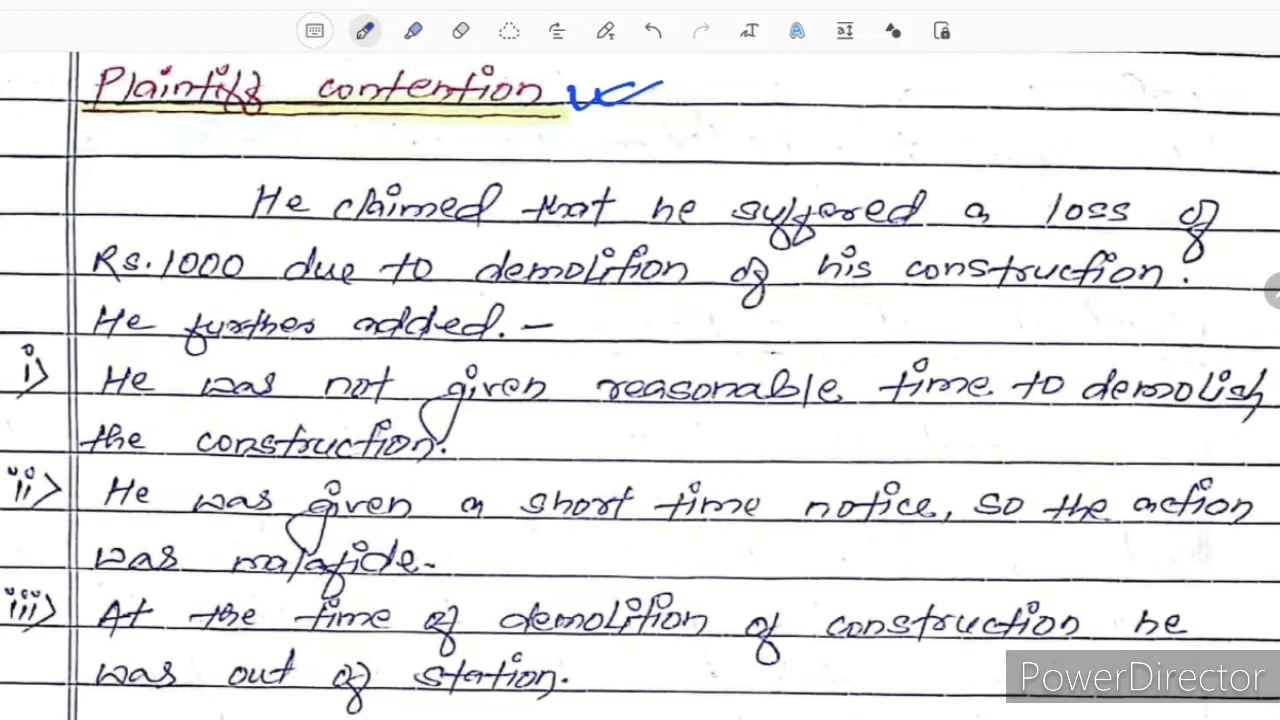 Plaintiff contention
He claimed that he suffered a loss of
Rs.1000 due to demolition of his construction.
He further added. -
i> He was not given reasonable time to demolish
the construction.
ii> He was given a short time notice, so the action
was malafide.
iii> At the time of demolition of construction he
was out of station.
PowerDirector